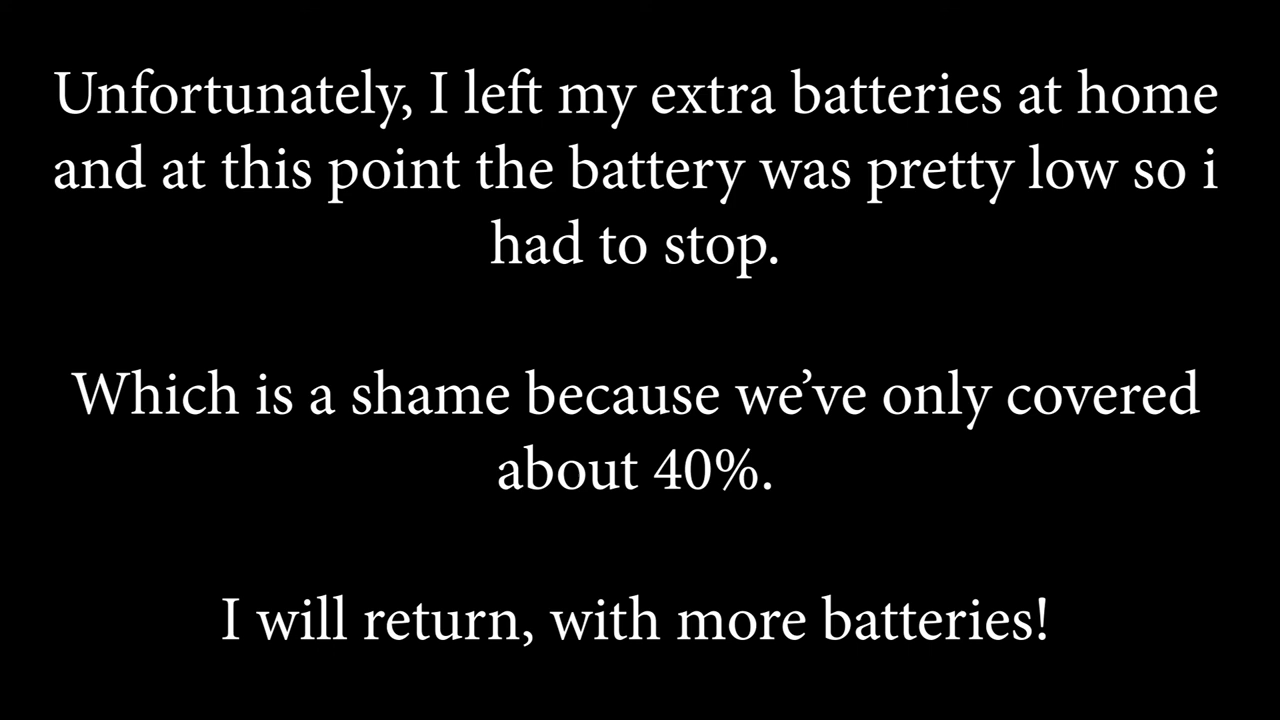 Unfortunately, I left my extra batteries at home
and at this point the battery was pretty low so i
had to stop.
Which is a shame because we’ve only covered
about 40%.
I will return, with more batteries!